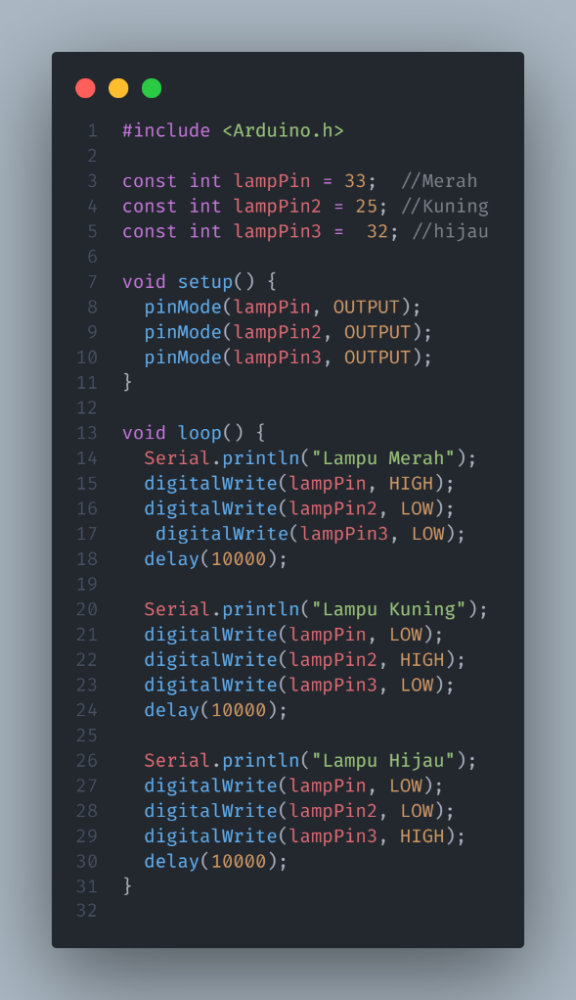 1 #include <Arduino.h>
2
3 const int lampPin = 33;  //Merah
4 const int lampPin2 = 25; //Kuning
5 const int lampPin3 =  32; //hijau
6
7 void setup() {
8   pinMode(lampPin, OUTPUT);
9   pinMode(lampPin2, OUTPUT);
10   pinMode(lampPin3, OUTPUT);
11 }
12
13 void loop() {
14   Serial.println("Lampu Merah");
15   digitalWrite(lampPin, HIGH);
16   digitalWrite(lampPin2, LOW);
17    digitalWrite(lampPin3, LOW);
18   delay(10000);
19
20   Serial.println("Lampu Kuning");
21   digitalWrite(lampPin, LOW);
22   digitalWrite(lampPin2, HIGH);
23   digitalWrite(lampPin3, LOW);
24   delay(10000);
25
26   Serial.println("Lampu Hijau");
27   digitalWrite(lampPin, LOW);
28   digitalWrite(lampPin2, LOW);
29   digitalWrite(lampPin3, HIGH);
30   delay(10000);
31 }
32